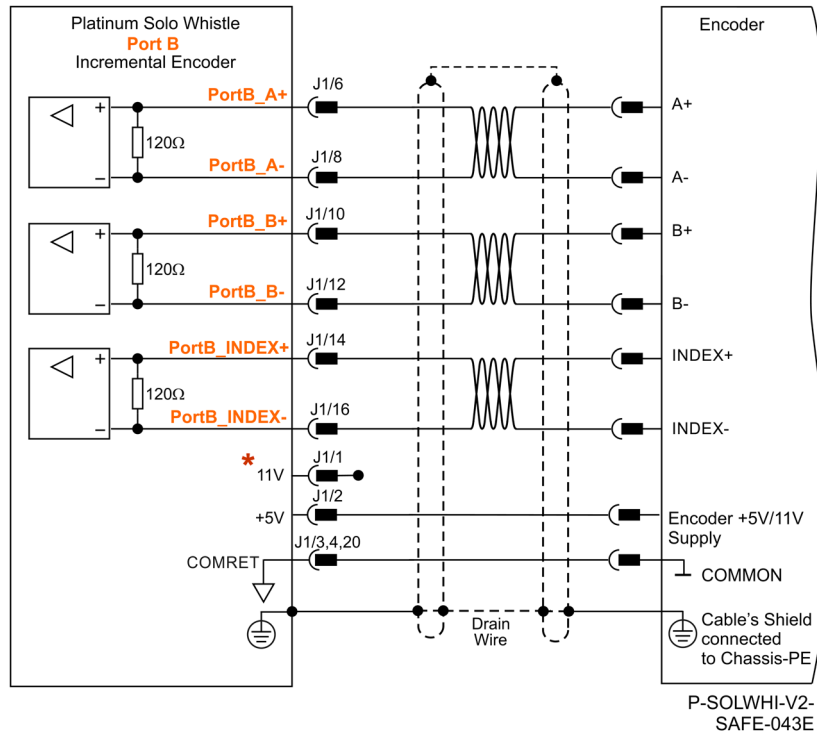 Platinum Solo Whistle
Port B
Incremental Encoder
Encoder
PortB_A+
J1/6
A+
120Ω
PortB_A-
J1/8
A-
PortB_B+
J1/10
B+
120Ω
PortB_B-
J1/12
B-
PortB_INDEX+
J1/14
INDEX+
120Ω
PortB_INDEX-
J1/16
INDEX-
*
11V
J1/1
+5V
J1/2
Encoder +5V/11V
Supply
COMRET
J1/3,4,20
COMMON
Drain
Wire
Cable's Shield
connected
to Chassis-PE
P-SOLWHI-V2-
SAFE-043E
+
−
+
−
+
−